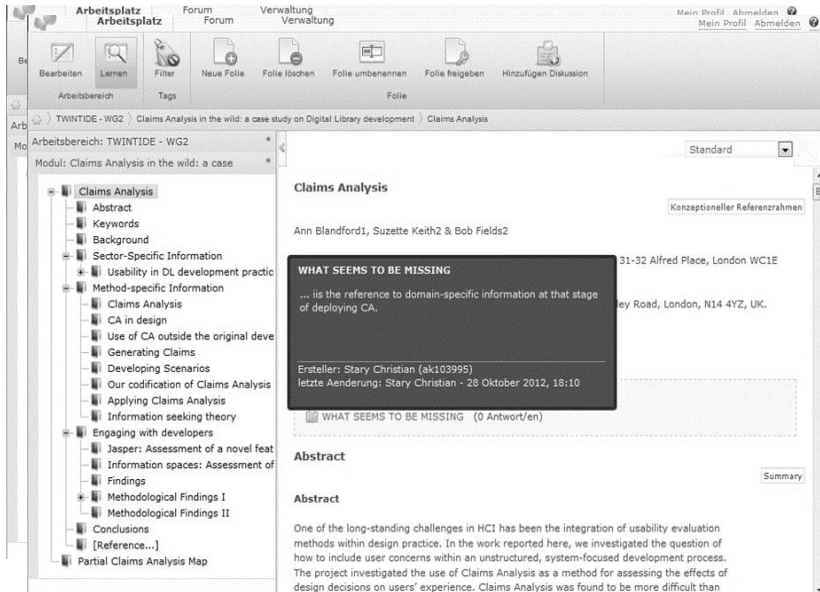 Arbeitsplatz Forum Verwaltung Mein Profil Abmelden
Arbeitsplatz Forum Verwaltung Mein Profil Abmelden
Bearbeiten Lernen Filter Neue Folie Folie löschen Folie umbenennen Folie freigeben Hinzufügen Diskussion
Arbeitsbereich Tags Folie
TWINTIDE - WG2 Claims Analysis in the wild: a case study on Digital Library development Claims Analysis
Arbeitsbereich: TWINTIDE - WG2 *
Modul: Claims Analysis in the wild: a case *
Claims Analysis
Abstract
Keywords
Background
Sector-Specific Information
Usability in DL development practic
Method-specific Information
Claims Analysis
CA in design
Use of CA outside the original deve
Generating Claims
Developing Scenarios
Our codification of Claims Analysis
Applying Claims Analysis
Information seeking theory
Engaging with developers
Jasper: Assessment of a novel feat
Information spaces: Assessment of
Findings
Methodological Findings I
Methodological Findings II
Conclusions
[Reference...]
Partial Claims Analysis Map
Standard
Claims Analysis
Konzeptioneller Referenzrahmen
Ann Blandford1, Suzette Keith2 & Bob Fields2
31-32 Alfred Place, London WC1E
ley Road, London, N14 4YZ, UK.
WHAT SEEMS TO BE MISSING
... iis the reference to domain-specific information at that stage
of deploying CA.
Ersteller: Stary Christian (ak103995)
letzte Aenderung: Stary Christian - 28 Oktober 2012, 18:10
WHAT SEEMS TO BE MISSING (0 Antwort/en)
Abstract
Summary
Abstract
One of the long-standing challenges in HCI has been the integration of usability evaluation
methods within design practice. In the work reported here, we investigated the question of
how to include user concerns within an unstructured, system-focused development process.
The project investigated the use of Claims Analysis as a method for assessing the effects of
design decisions on users' experience. Claims Analysis was found to be more difficult than